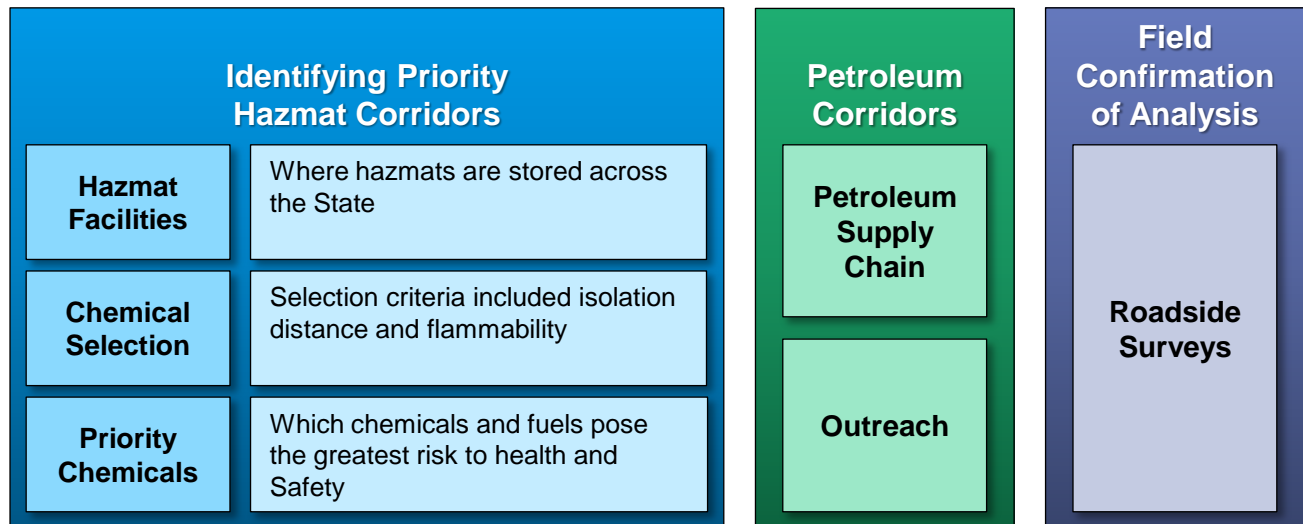 Identifying Priority
Hazmat Corridors
Hazmat
Facilities
Where hazmats are stored across
the State
Chemical
Selection
Selection criteria included isolation
distance and flammability
Priority
Chemicals
Which chemicals and fuels pose
the greatest risk to health and
Safety
Petroleum
Corridors
Petroleum
Supply
Chain
Outreach
Field
Confirmation
of Analysis
Roadside
Surveys